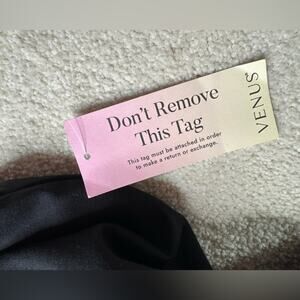 Don't Remove
This Tag
This tag must be attached in order
to make a return or exchange.
VENUS